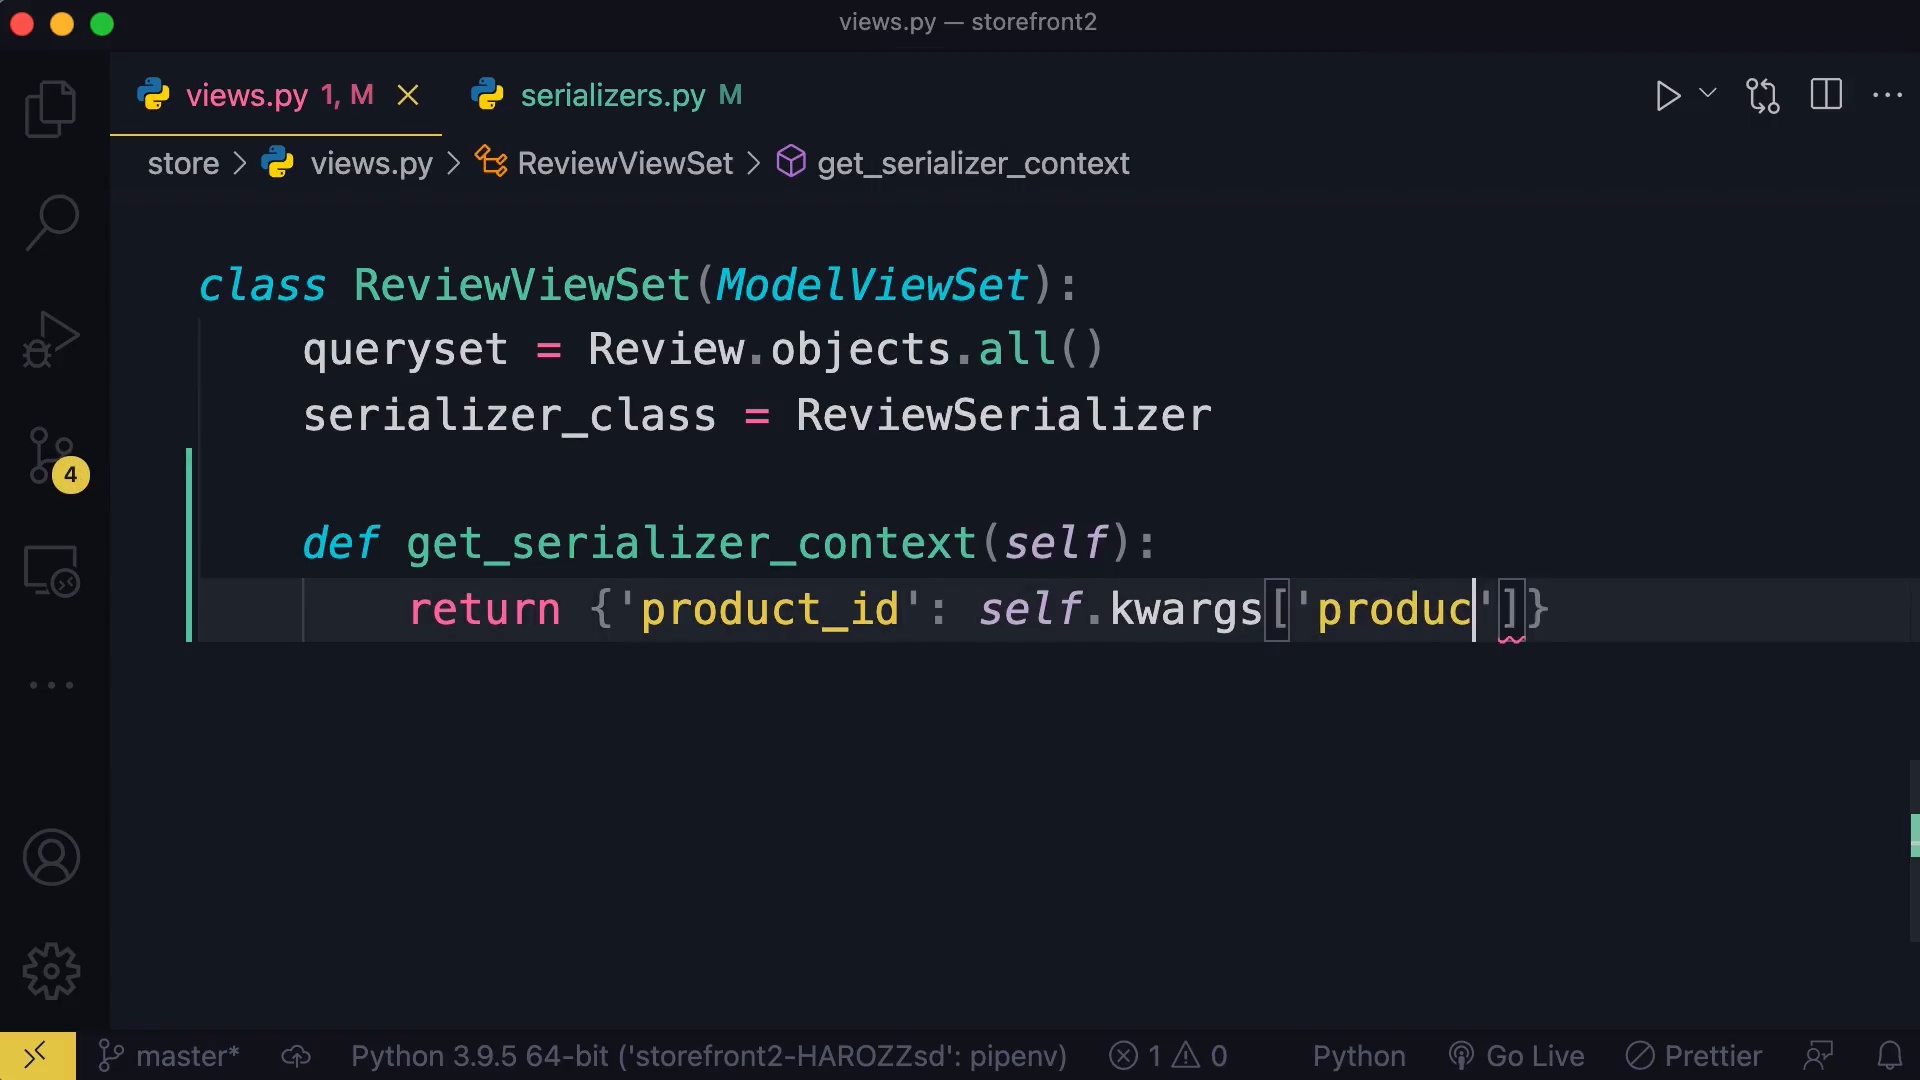 views.py — storefront2
views.py 1, M
serializers.py M
store > views.py > ReviewViewSet > get_serializer_context
class ReviewViewSet(ModelViewSet):
queryset = Review.objects.all()
serializer_class = ReviewSerializer
def get_serializer_context(self):
return {'product_id': self.kwargs['produc']}
4
master* Python 3.9.5 64-bit ('storefront2-HAROZZsd': pipenv) 1 0 Python Go Live Prettier